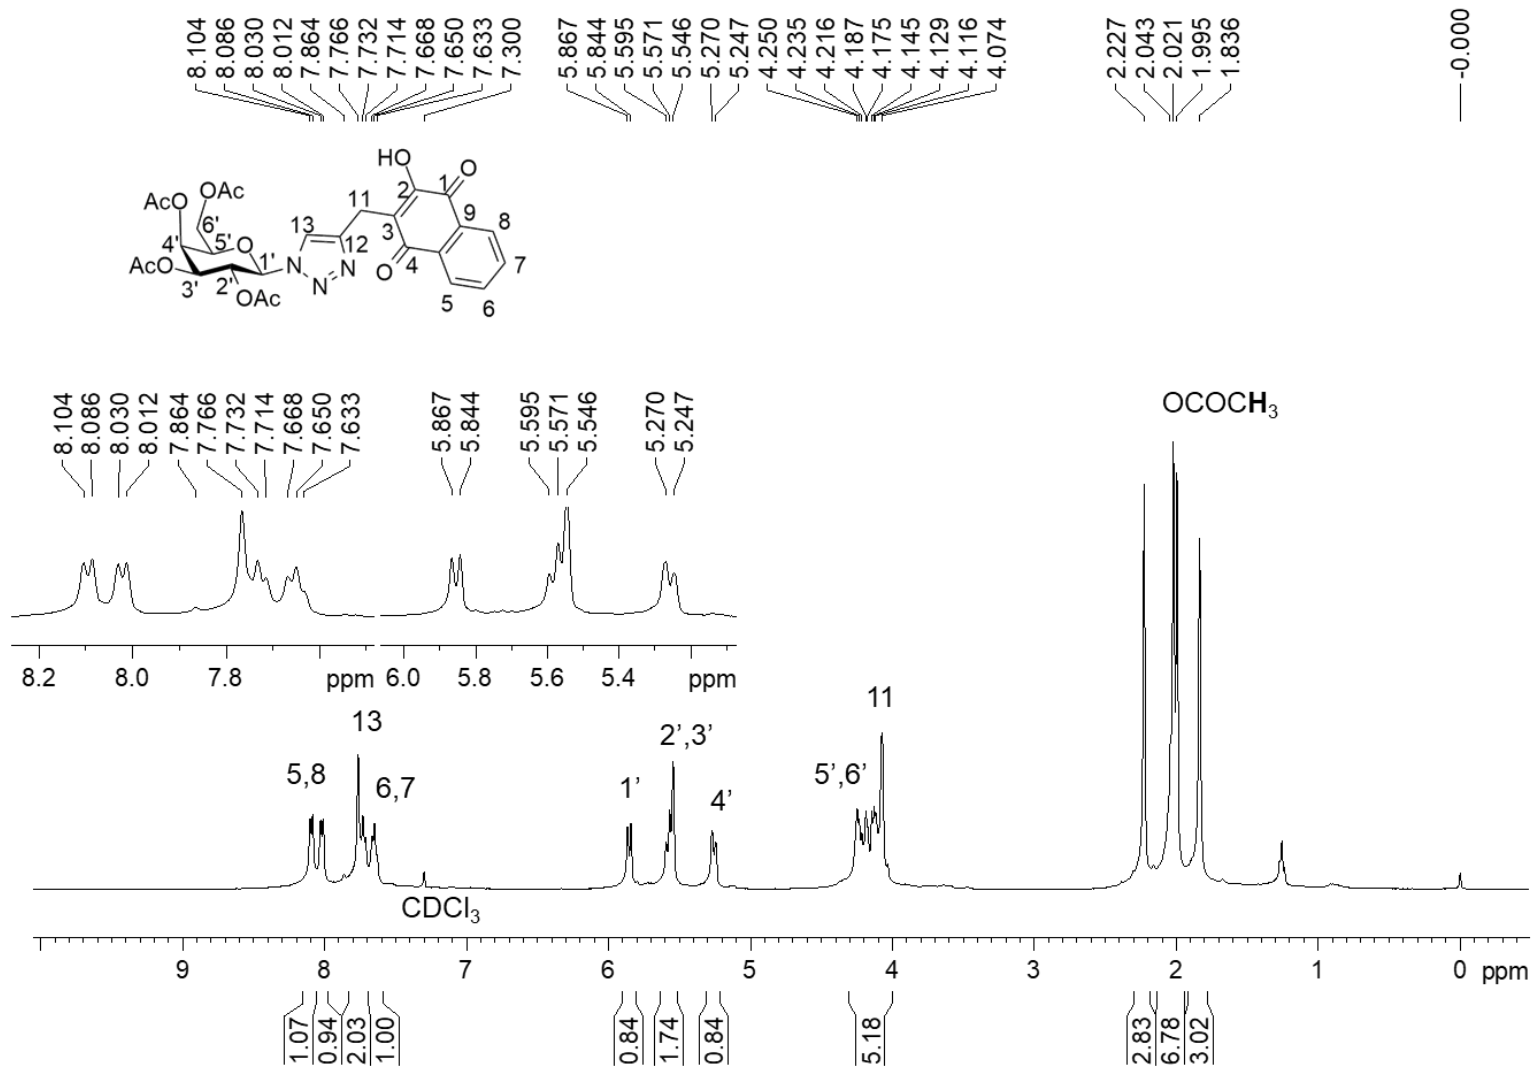 8.104 8.086 8.030 8.012 7.864 7.766 7.732 7.714 7.668 7.650 7.633 7.300 5.867 5.844 5.595 5.571 5.546 5.270 5.247 4.250 4.235 4.216 4.187 4.175 4.145 4.129 4.116 4.074 2.227 2.043 2.021 1.995 1.836 -0.000
HO O
OAc 11 2 1
AcO 6' 13 9 8
4' 5' O 3
12 7
AcO 1' N N O 4
3' 2' N
OAc 5 6
8.104 8.086 8.030 8.012 7.864 7.766 7.732 7.714 7.668 7.650 7.633 5.867 5.844 5.595 5.571 5.546 5.270 5.247
OCOCH₃
8.2 8.0 7.8 ppm 6.0 5.8 5.6 5.4 ppm
11
13
2',3'
5,8 6,7 1' 4' 5',6'
CDCl₃
9 8 7 6 5 4 3 2 1 0 ppm
1.07 0.94 2.03 1.00 0.84 1.74 0.84 5.18 2.83 6.78 3.02